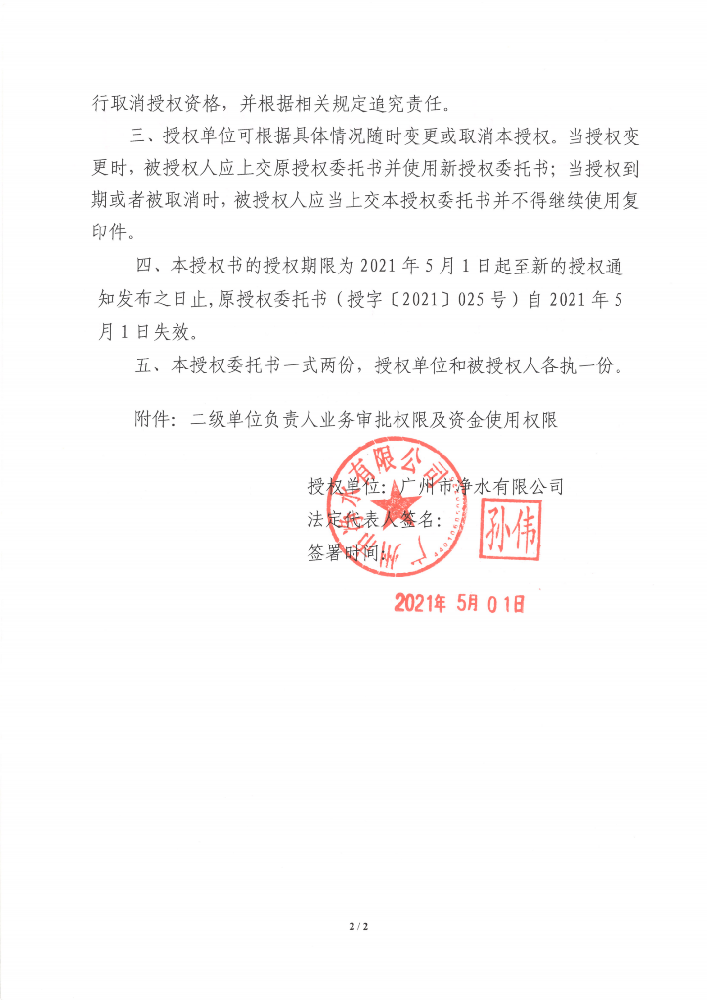 行取消授权资格，并根据相关规定追究责任。
三、授权单位可根据具体情况随时变更或取消本授权。当授权变
更时，被授权人应上交原授权委托书并使用新授权委托书；当授权到
期或者被取消时，被授权人应当上交本授权委托书并不得继续使用复
印件。
四、本授权书的授权期限为 2021 年 5 月 1 日起至新的授权通
知发布之日止，原授权委托书（授字〔2021〕025 号）自 2021 年 5
月 1 日失效。
五、本授权委托书一式两份，授权单位和被授权人各执一份。
附件： 二级单位负责人业务审批权限及资金使用权限
广州市净水有限公司
授权单位：广州市净水有限公司
法定代表人签名：
孙伟
签署时间：
2021年 5月 01日
2 / 2